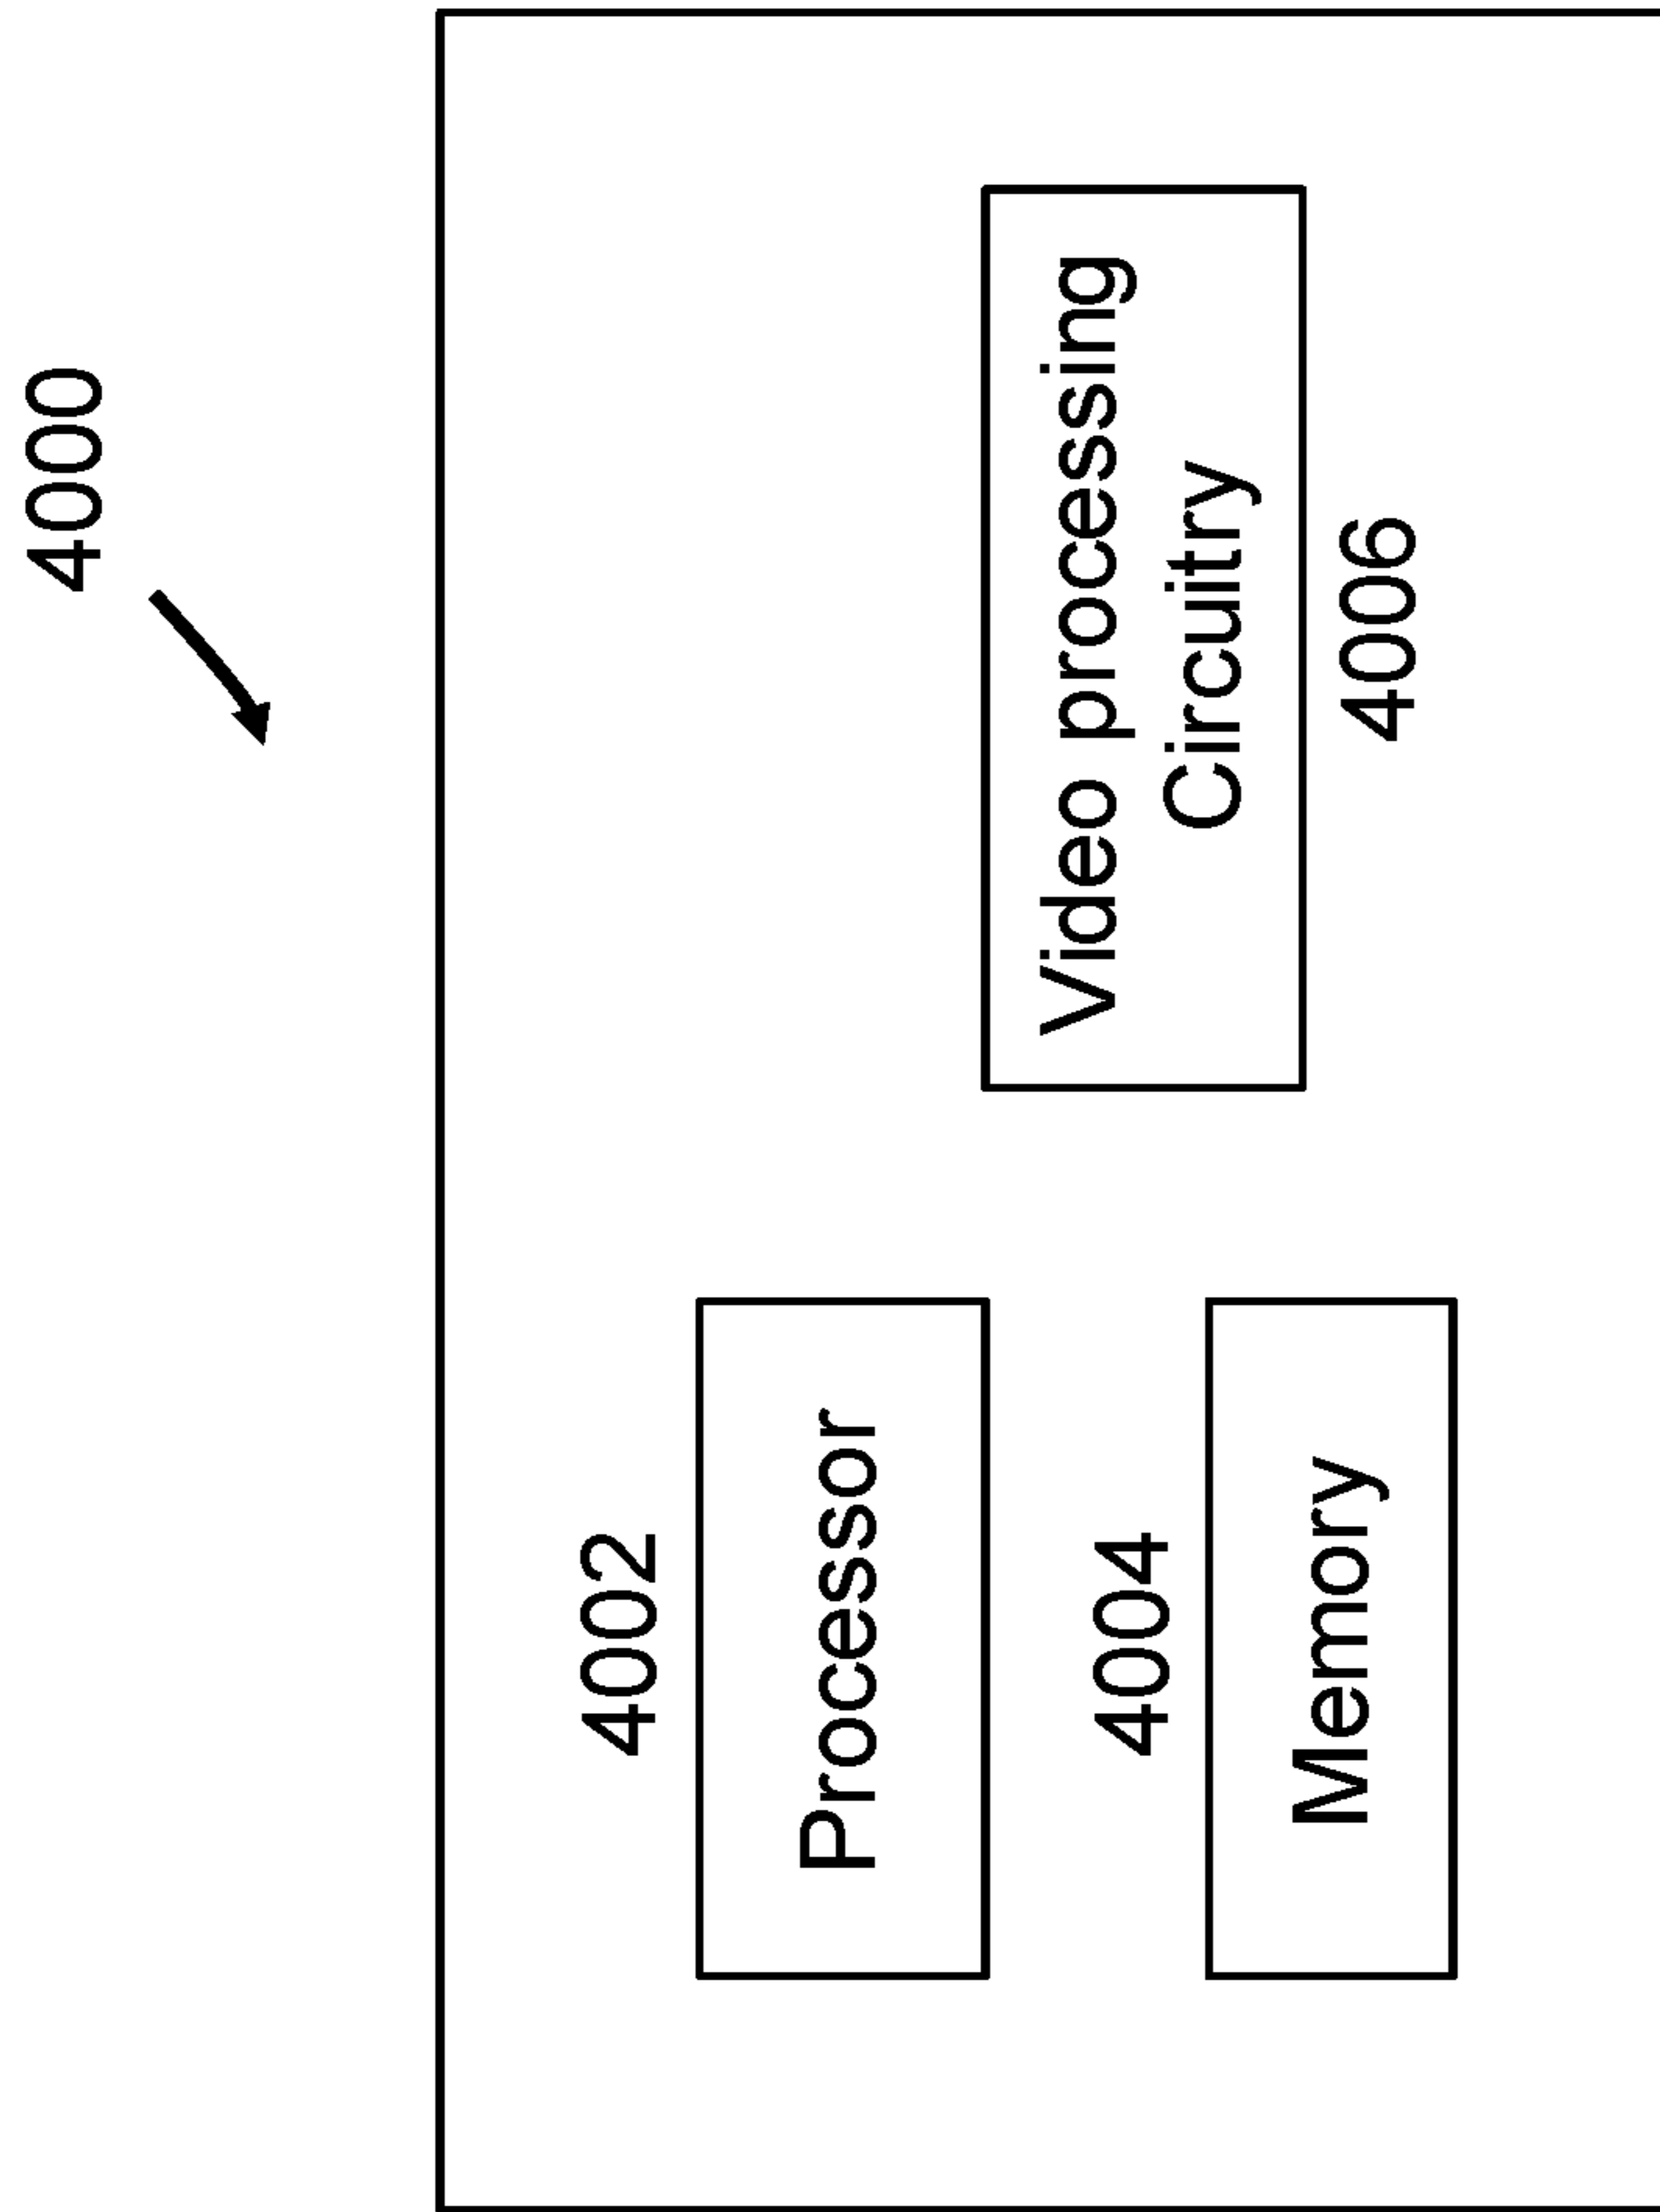 4000
4002
Processor
4004
Memory
Video processing
Circuitry
4006